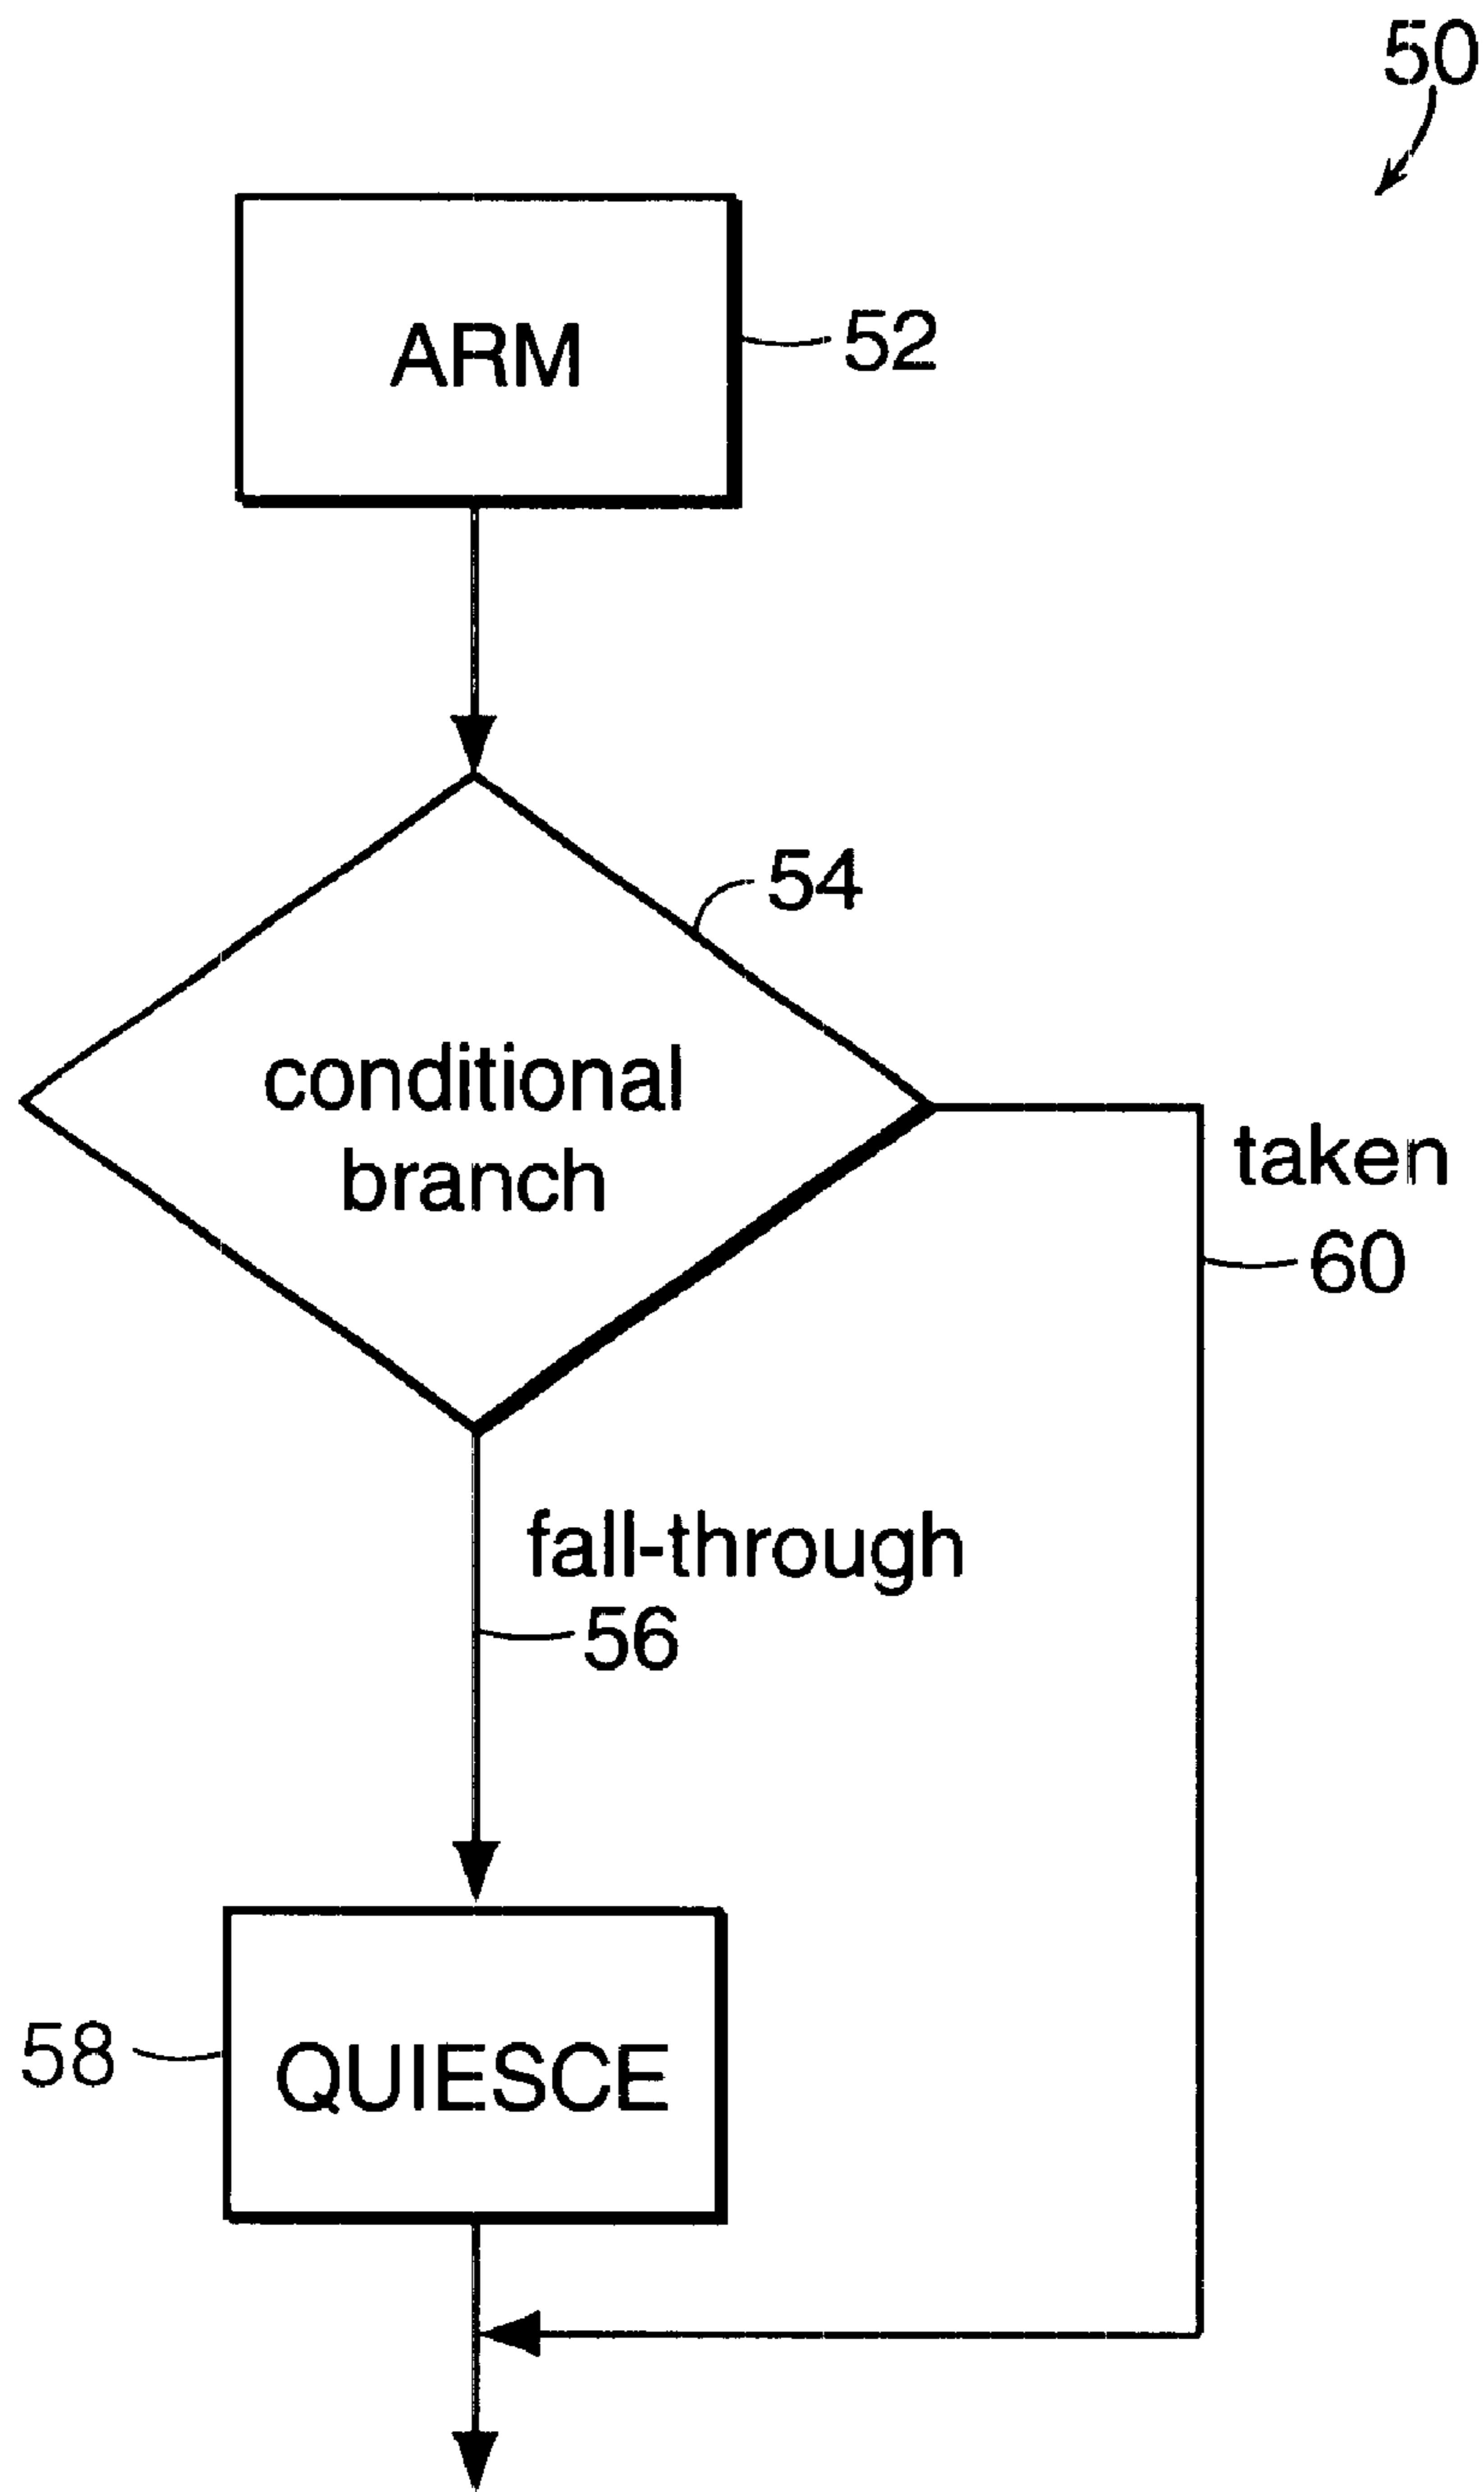 50
ARM
52
54
conditional
branch
taken
60
fall-through
56
58
QUIESCE